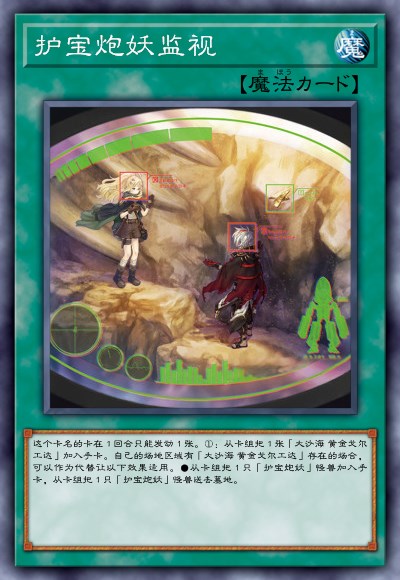 护宝炮妖监视
魔
【魔法カード】
ま ほう
这个卡名的卡在1回合只能发动1张。①：从卡组把1张「大沙海 黄金戈尔
工达」加入手卡。自己的场地区域有「大沙海 黄金戈尔工达」存在的场合，
可以作为代替让以下效果适用。●从卡组把1只「护宝炮妖」怪兽加入手
卡，从卡组把1只「护宝炮妖」怪兽送去墓地。